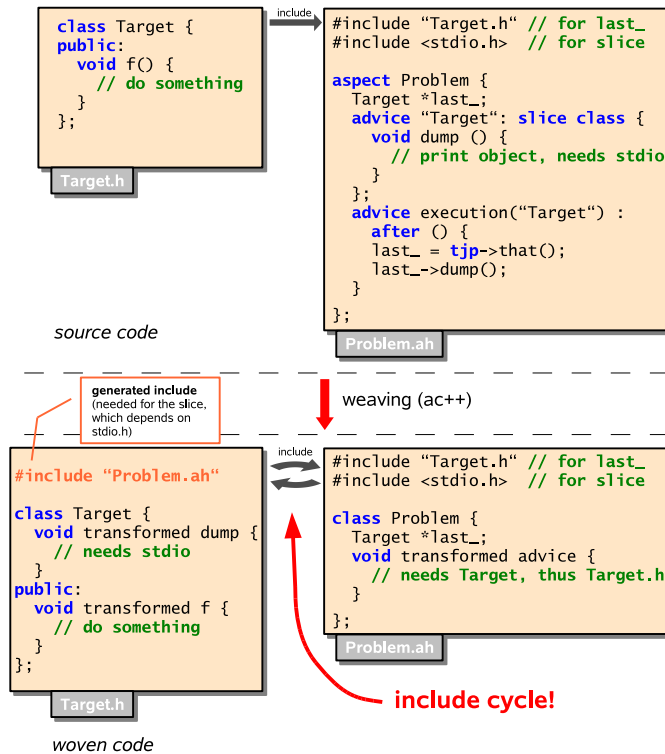 class Target {
public:
void f() {
// do something
}
};
Target.h
include
#include “Target.h“ // for last_
#include <stdio.h> // for slice
aspect Problem {
Target *last_;
advice “Target“: slice class {
void dump () {
// print object, needs stdio
}
};
advice execution(“Target“) :
after () {
last_ = tjp->that();
last_->dump();
}
};
Problem.ah
source code
generated include
(needed for the slice,
which depends on
stdio.h)
weaving (ac++)
#include “Problem.ah“
class Target {
void transformed dump {
// needs stdio
}
public:
void transformed f {
// do something
}
};
Target.h
include
#include “Target.h“ // for last_
#include <stdio.h> // for slice
class Problem {
Target *last_;
void transformed advice {
// needs Target, thus Target.h
}
};
Problem.ah
include cycle!
woven code